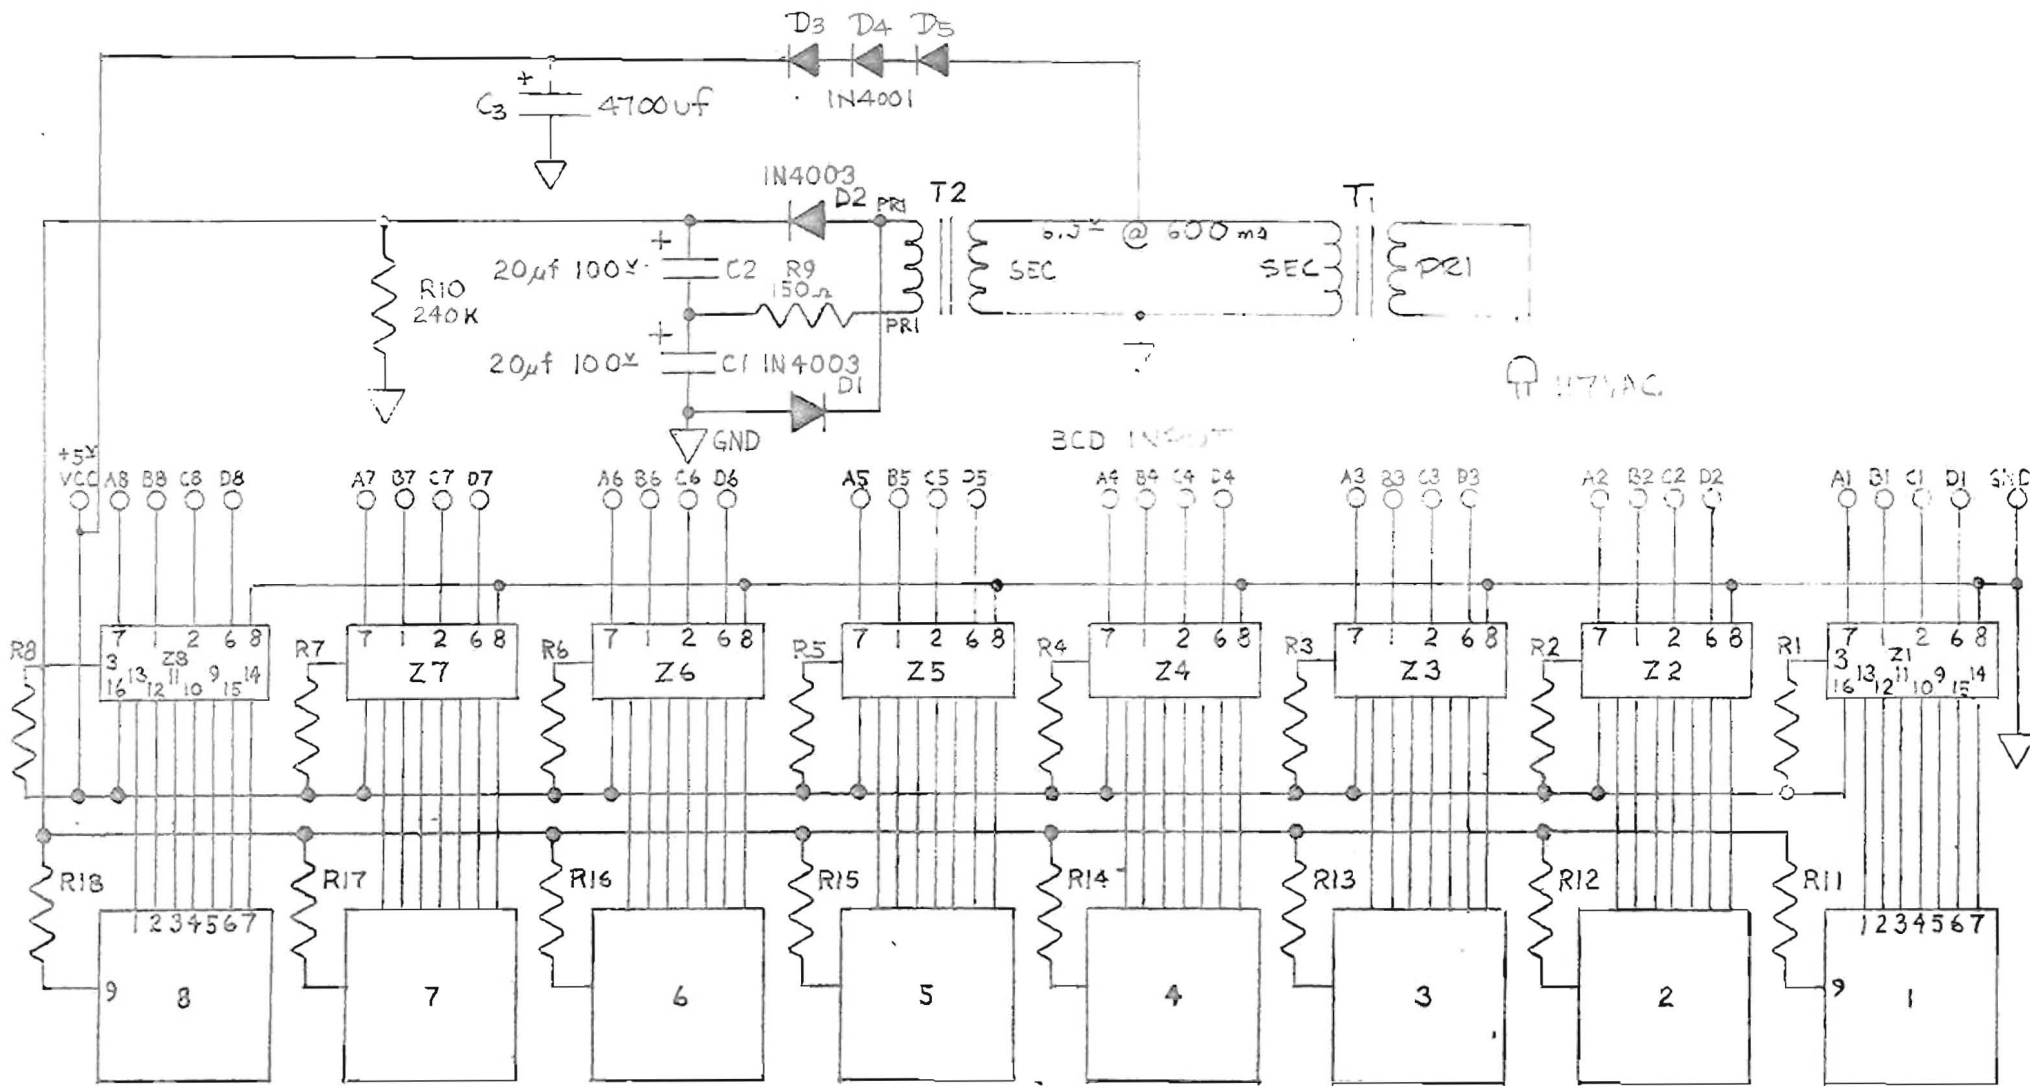 D3 D4 D5
+
C3 4700uf
IN4001
IN4003
D2 PRI T2 T1
6.3V @ 600 ma
+
20µf 100V C2 R9
150Ω
SEC SEC PRI
R10
240K
+
PRI
20µf 100V C1 IN4003
D1
117VAC
GND
BCD INPUT
+5V
VCC A8 B8 C8 D8 A7 B7 C7 D7 A6 B6 C6 D6 A5 B5 C5 D5 A4 B4 C4 D4 A3 B3 C3 D3 A2 B2 C2 D2 A1 B1 C1 D1 GND
7 1 2 6 8 7 1 2 6 8 7 1 2 6 8 7 1 2 6 8 7 1 2 6 8 7 1 2 6 8 7 1 2 6 8 7 1 2 6 8
R8 3 Z8 R7 Z7 R6 Z6 R5 Z5 R4 Z4 R3 Z3 R2 Z2 R1 3 Z1
16 13 12 11 10 9 15 14 16 13 12 11 10 9 15 14
R18 R17 R16 R15 R14 R13 R12 R11
1 2 3 4 5 6 7 1 2 3 4 5 6 7
9 8 7 6 5 4 3 2 9 1